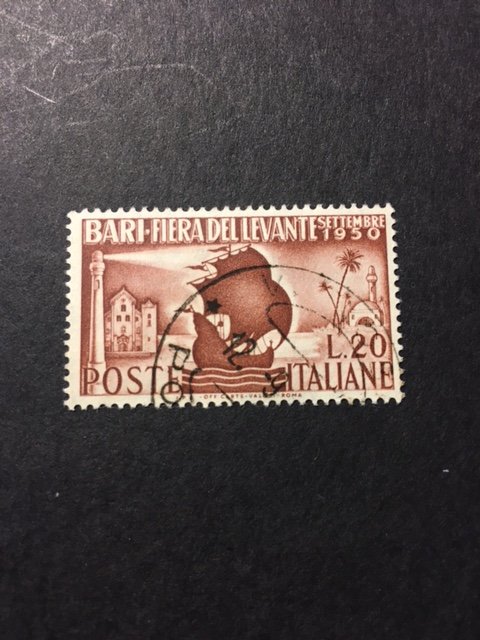 BARI·FIERA DEL LEVANTE SETTEMBRE
1950
L.20
POSTE ITALIANE
OFF·CARTE-VALORI-ROMA